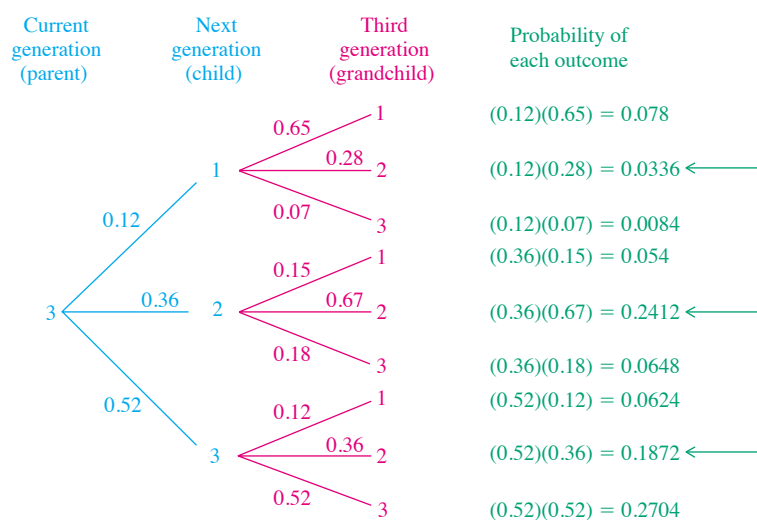 Current
generation
(parent)
Next
generation
(child)
Third
generation
(grandchild)
Probability of
each outcome
0.65
1
(0.12)(0.65) = 0.078
1
0.28
2
(0.12)(0.28) = 0.0336
0.12
0.07
3
(0.12)(0.07) = 0.0084
0.15
1
(0.36)(0.15) = 0.054
3
0.36
2
0.67
2
(0.36)(0.67) = 0.2412
0.18
3
(0.36)(0.18) = 0.0648
0.52
0.12
1
(0.52)(0.12) = 0.0624
3
0.36
2
(0.52)(0.36) = 0.1872
0.52
3
(0.52)(0.52) = 0.2704